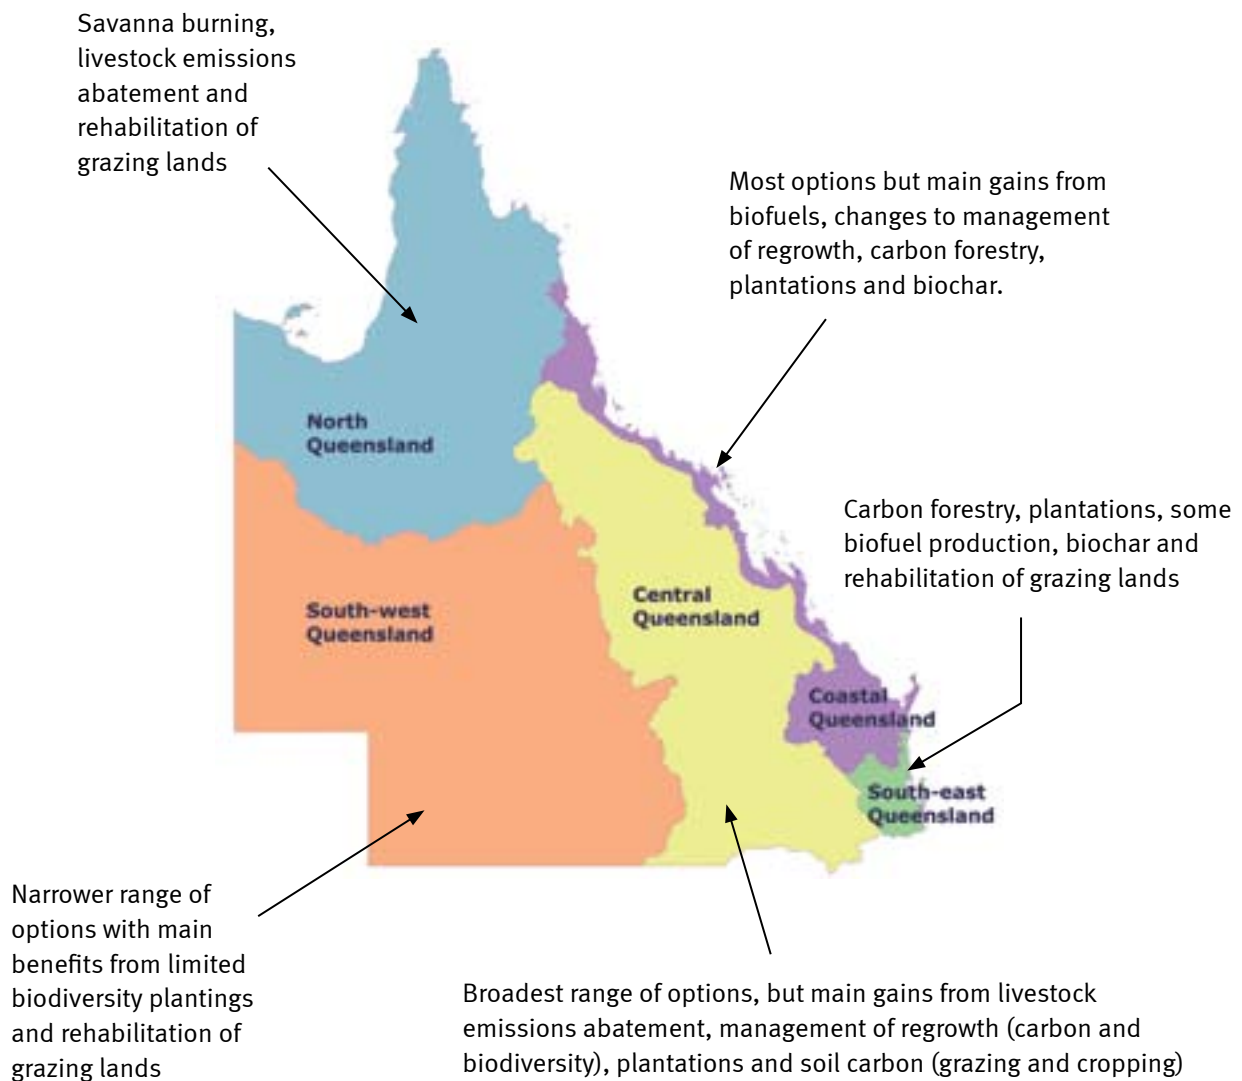 Savanna burning,
livestock emissions
abatement and
rehabilitation of
grazing lands
Most options but main gains from
biofuels, changes to management
of regrowth, carbon forestry,
plantations and biochar.
North
Queensland
Carbon forestry, plantations, some
biofuel production, biochar and
rehabilitation of grazing lands
Central
Queensland
South-west
Queensland
Coastal
Queensland
South-east
Queensland
Narrower range of
options with main
benefits from limited
biodiversity plantings
and rehabilitation of
grazing lands
Broadest range of options, but main gains from livestock
emissions abatement, management of regrowth (carbon and
biodiversity), plantations and soil carbon (grazing and cropping)